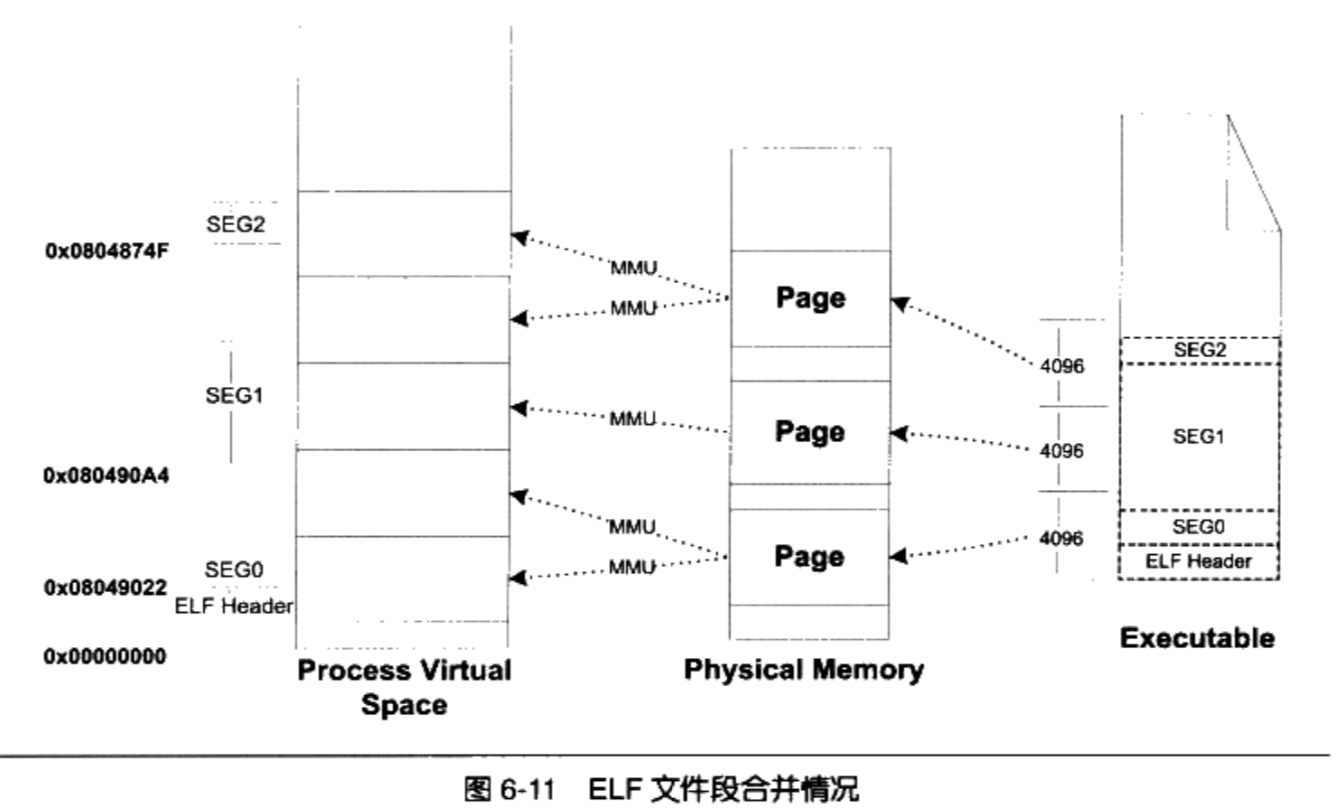 SEG2
0x0804874F
SEG1
0x080490A4
SEG0
0x08049022
ELF Header
0x00000000
Process Virtual
Space
MMU
MMU
MMU
MMU
MMU
Page
Page
Page
Physical Memory
4096
4096
4096
SEG2
SEG1
SEG0
ELF Header
Executable
图 6-11 ELF 文件段合并情况